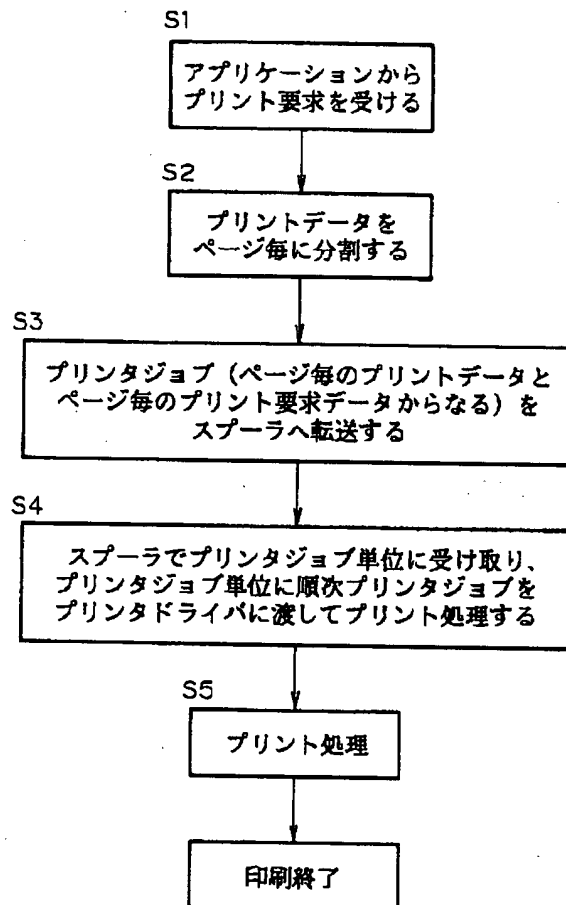 S1
アプリケーションから
プリント要求を受ける
S2
プリントデータを
ページ毎に分割する
S3
プリンタジョブ（ページ毎のプリントデータと
ページ毎のプリント要求データからなる）を
スプーラへ転送する
S4
スプーラでプリンタジョブ単位に受け取り、
プリンタジョブ単位に順次プリンタジョブを
プリンタドライバに渡してプリント処理する
S5
プリント処理
印刷終了